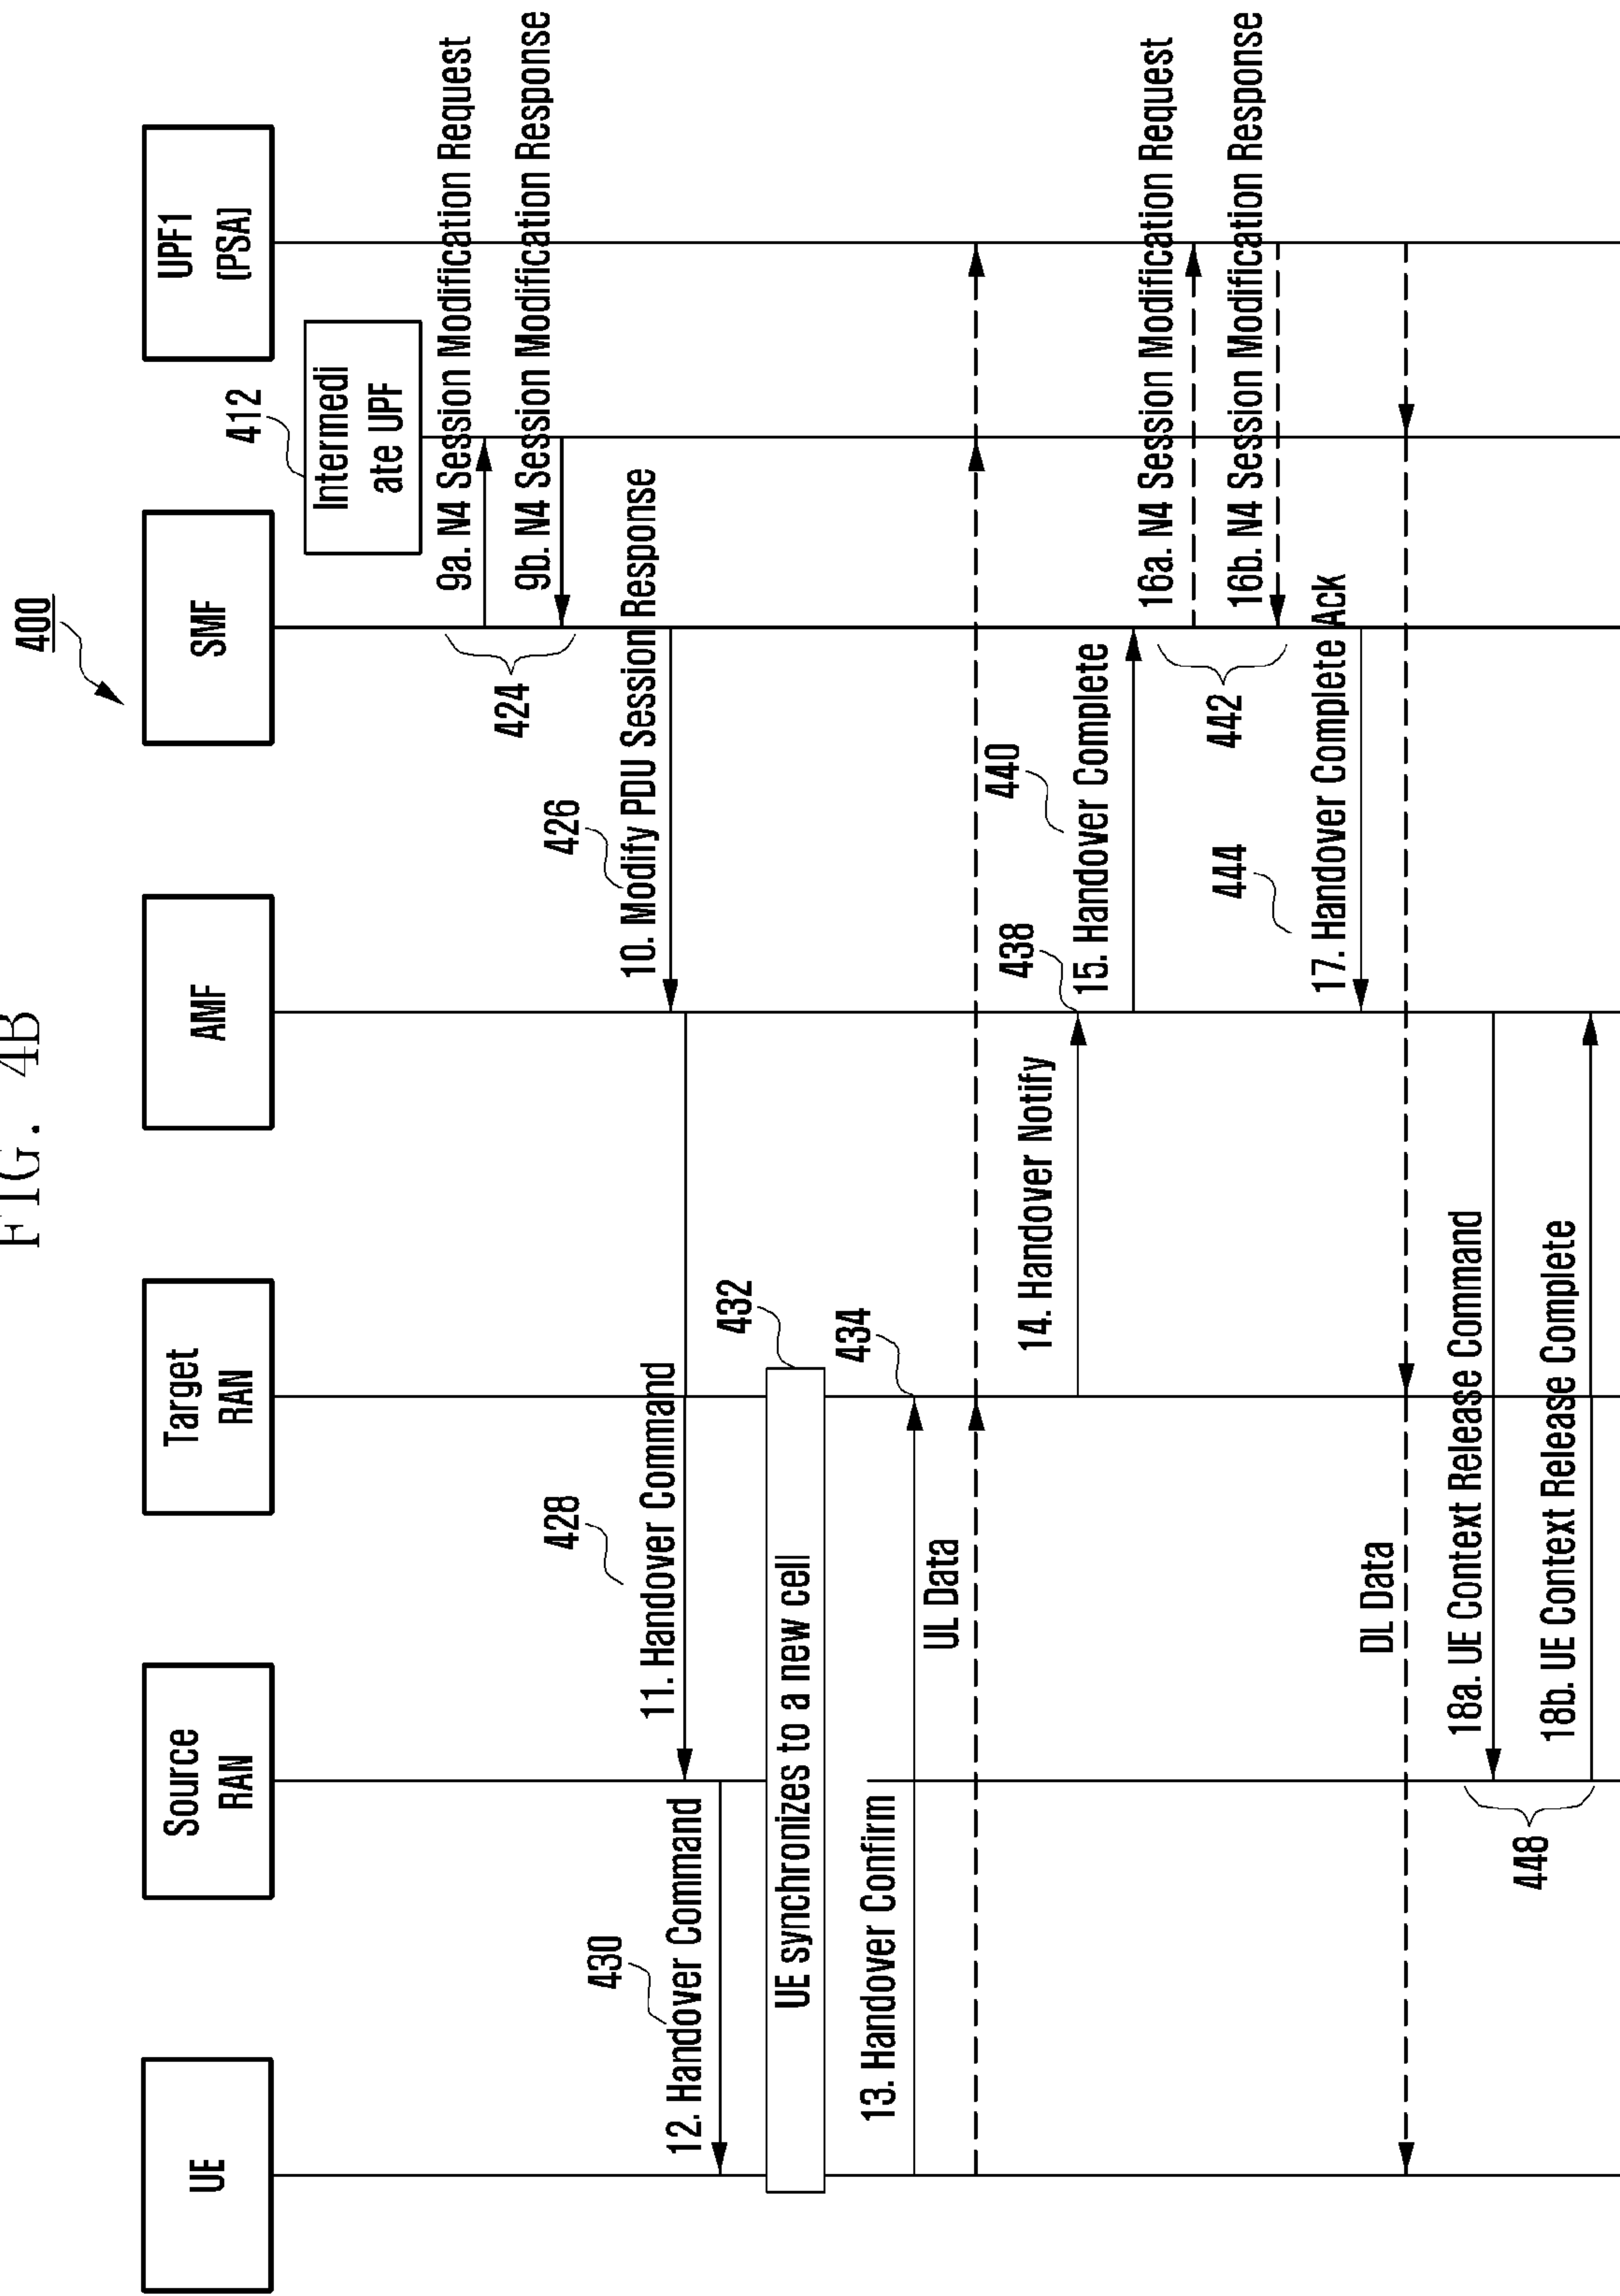 FIG. 4B
400
UE
Source
RAN
Target
RAN
AMF
SMF
UPF1
(PSA)
412
Intermedi
ate UPF
9a. N4 Session Modification Request
424
9b. N4 Session Modification Response
426
10. Modify PDU Session Response
428
11. Handover Command
430
12. Handover Command
432
UE synchronizes to a new cell
434
13. Handover Confirm
UL Data
438
14. Handover Notify
440
15. Handover Complete
16a. N4 Session Modification Request
442
16b. N4 Session Modification Response
444
17. Handover Complete Ack
DL Data
18a. UE Context Release Command
448
18b. UE Context Release Complete